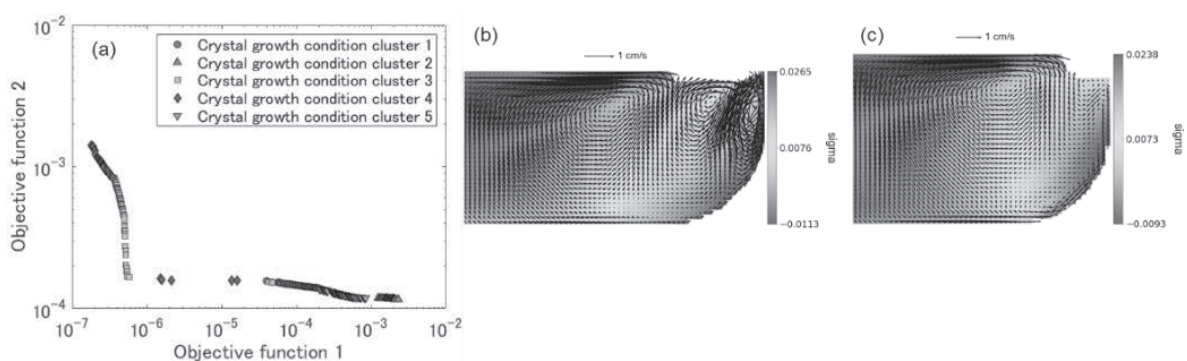 (a)
Crystal growth condition cluster 1
Crystal growth condition cluster 2
Crystal growth condition cluster 3
Crystal growth condition cluster 4
Crystal growth condition cluster 5
10⁻²
10⁻³
10⁻⁴
Objective function 2
10⁻⁷ 10⁻⁶ 10⁻⁵ 10⁻⁴ 10⁻³ 10⁻²
Objective function 1
(b)
1 cm/s
0.0265
0.0076
-0.0113
sigma
(c)
1 cm/s
0.0238
0.0073
-0.0093
sigma